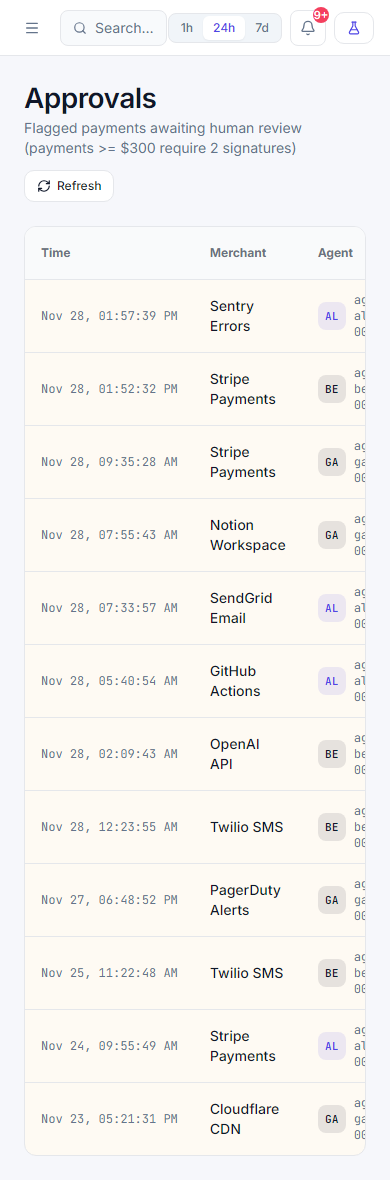 Search...
1h
24h
7d
9+
Approvals
Flagged payments awaiting human review
(payments >= $300 require 2 signatures)
Refresh
Time Merchant Agent
Nov 28, 01:57:39 PM
Sentry
Errors
AL
Nov 28, 01:52:32 PM
Stripe
Payments
BE
Nov 28, 09:35:28 AM
Stripe
Payments
GA
Nov 28, 07:55:43 AM
Notion
Workspace
GA
Nov 28, 07:33:57 AM
SendGrid
Email
AL
Nov 28, 05:40:54 AM
GitHub
Actions
AL
Nov 28, 02:09:43 AM
OpenAI
API
BE
Nov 28, 12:23:55 AM
Twilio SMS
BE
Nov 27, 06:48:52 PM
PagerDuty
Alerts
GA
Nov 25, 11:22:48 AM
Twilio SMS
BE
Nov 24, 09:55:49 AM
Stripe
Payments
AL
Nov 23, 05:21:31 PM
Cloudflare
CDN
GA